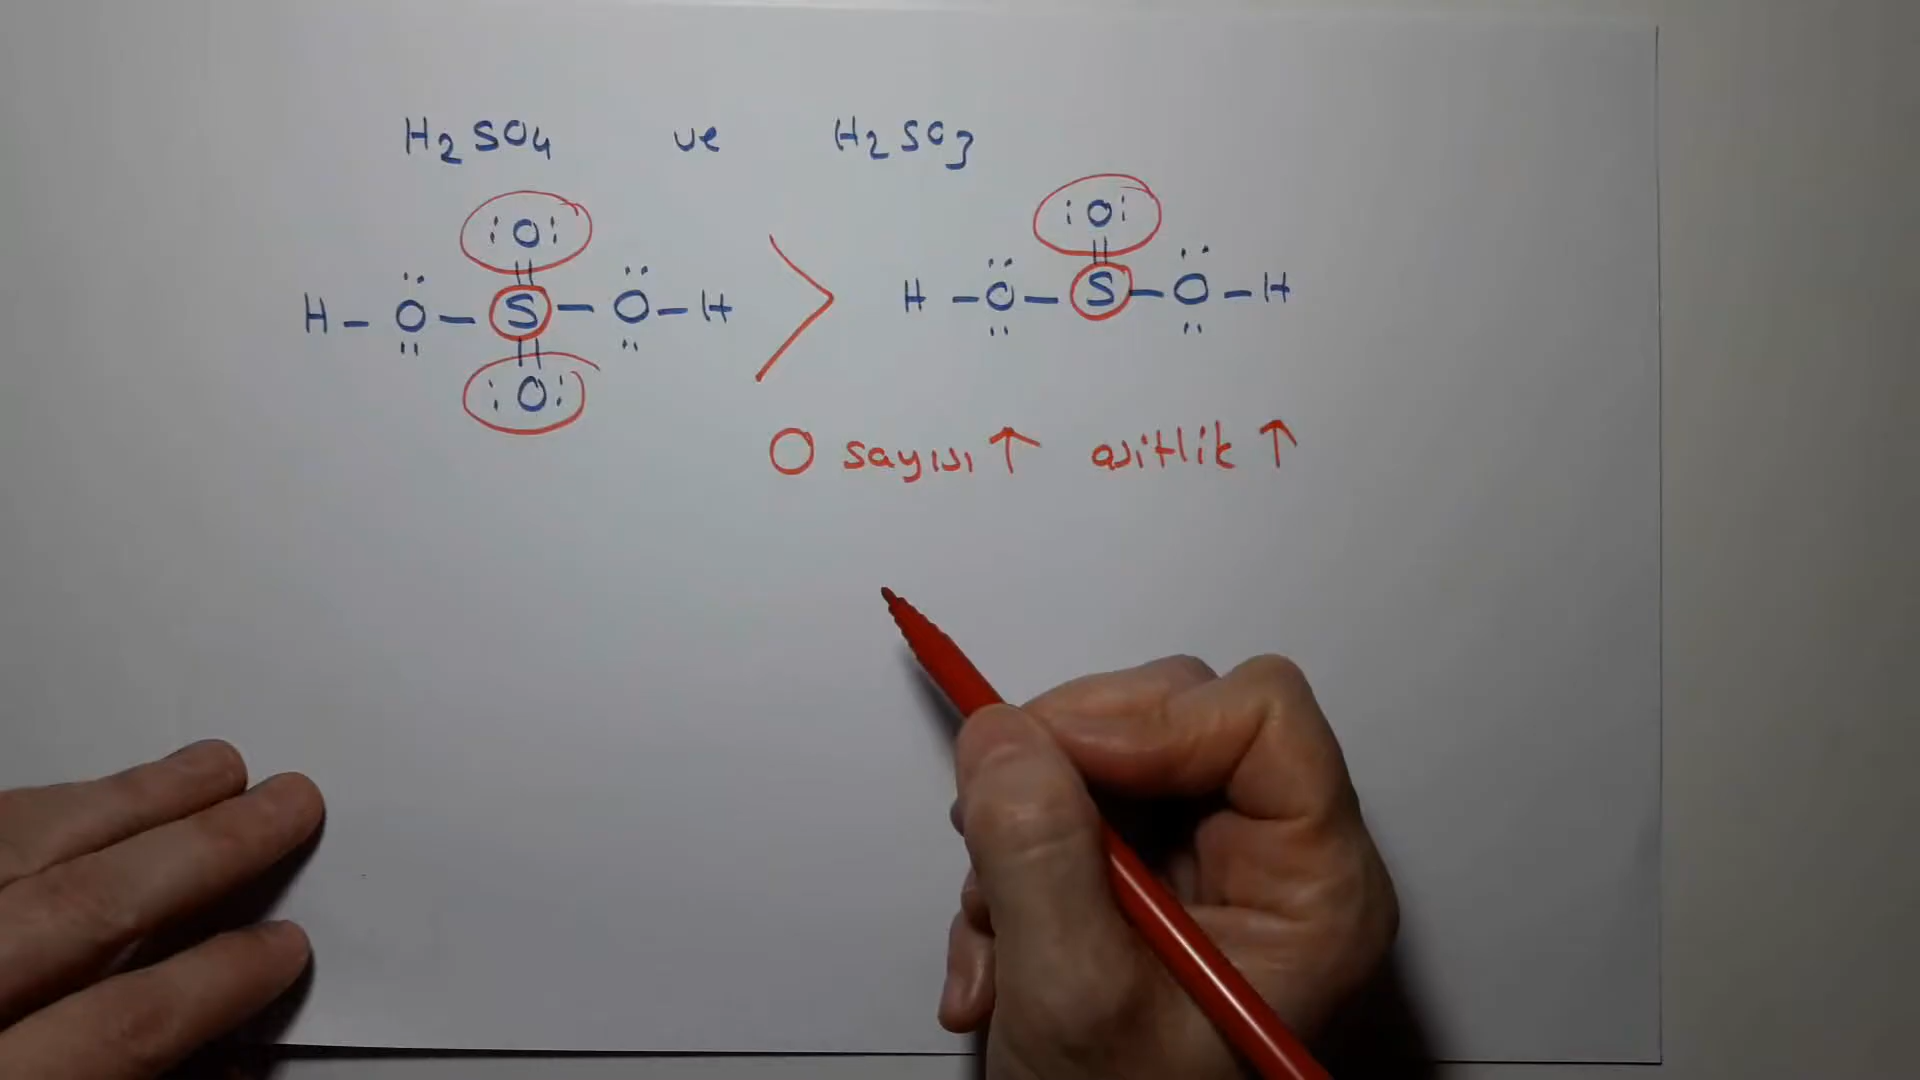 H2SO4 ve H2SO3
:O: :O:
H - O - S - O - H > H - O - S - O - H
:O:
O sayısı ↑ asitlik ↑